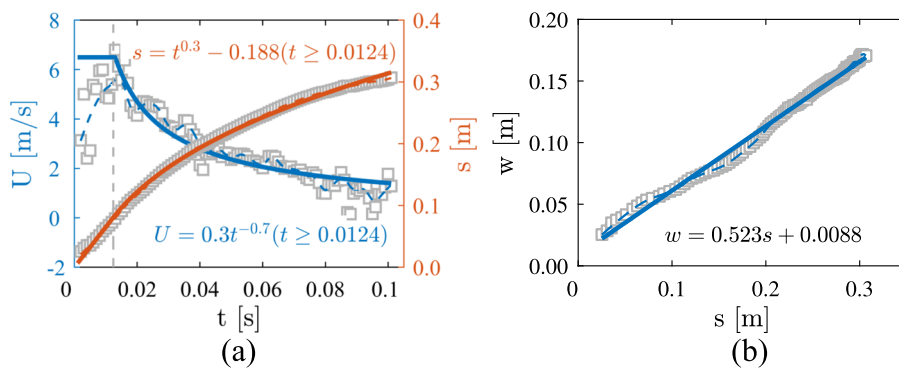 8
6
4
2
0
-2
U [m/s]
s = t^{0.3} − 0.188(t ≥ 0.0124)
U = 0.3t^{−0.7}(t ≥ 0.0124)
0.4
0.3
0.2
0.1
0.0
s [m]
0 0.02 0.04 0.06 0.08 0.1
t [s]
(a)
0.20
0.15
0.10
0.05
0.00
w [m]
w = 0.523s + 0.0088
0 0.1 0.2 0.3
s [m]
(b)